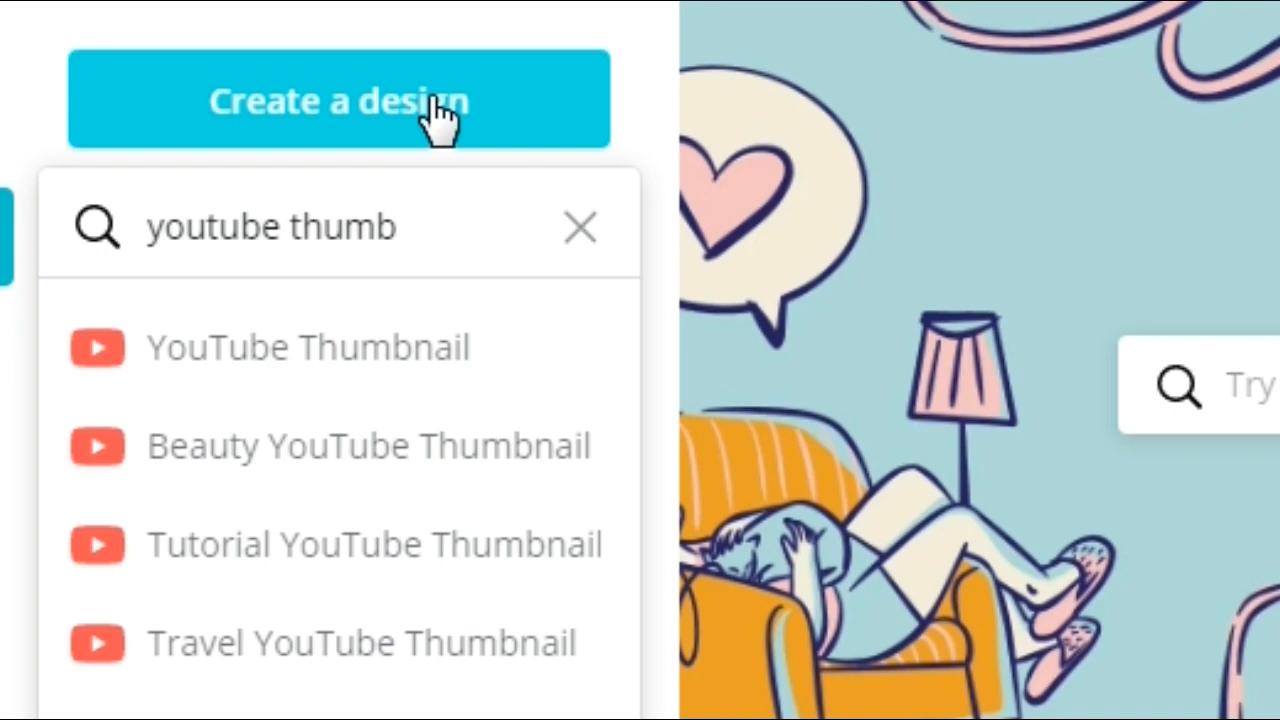 Create a design
youtube thumb
YouTube Thumbnail
Beauty YouTube Thumbnail
Tutorial YouTube Thumbnail
Travel YouTube Thumbnail
Try